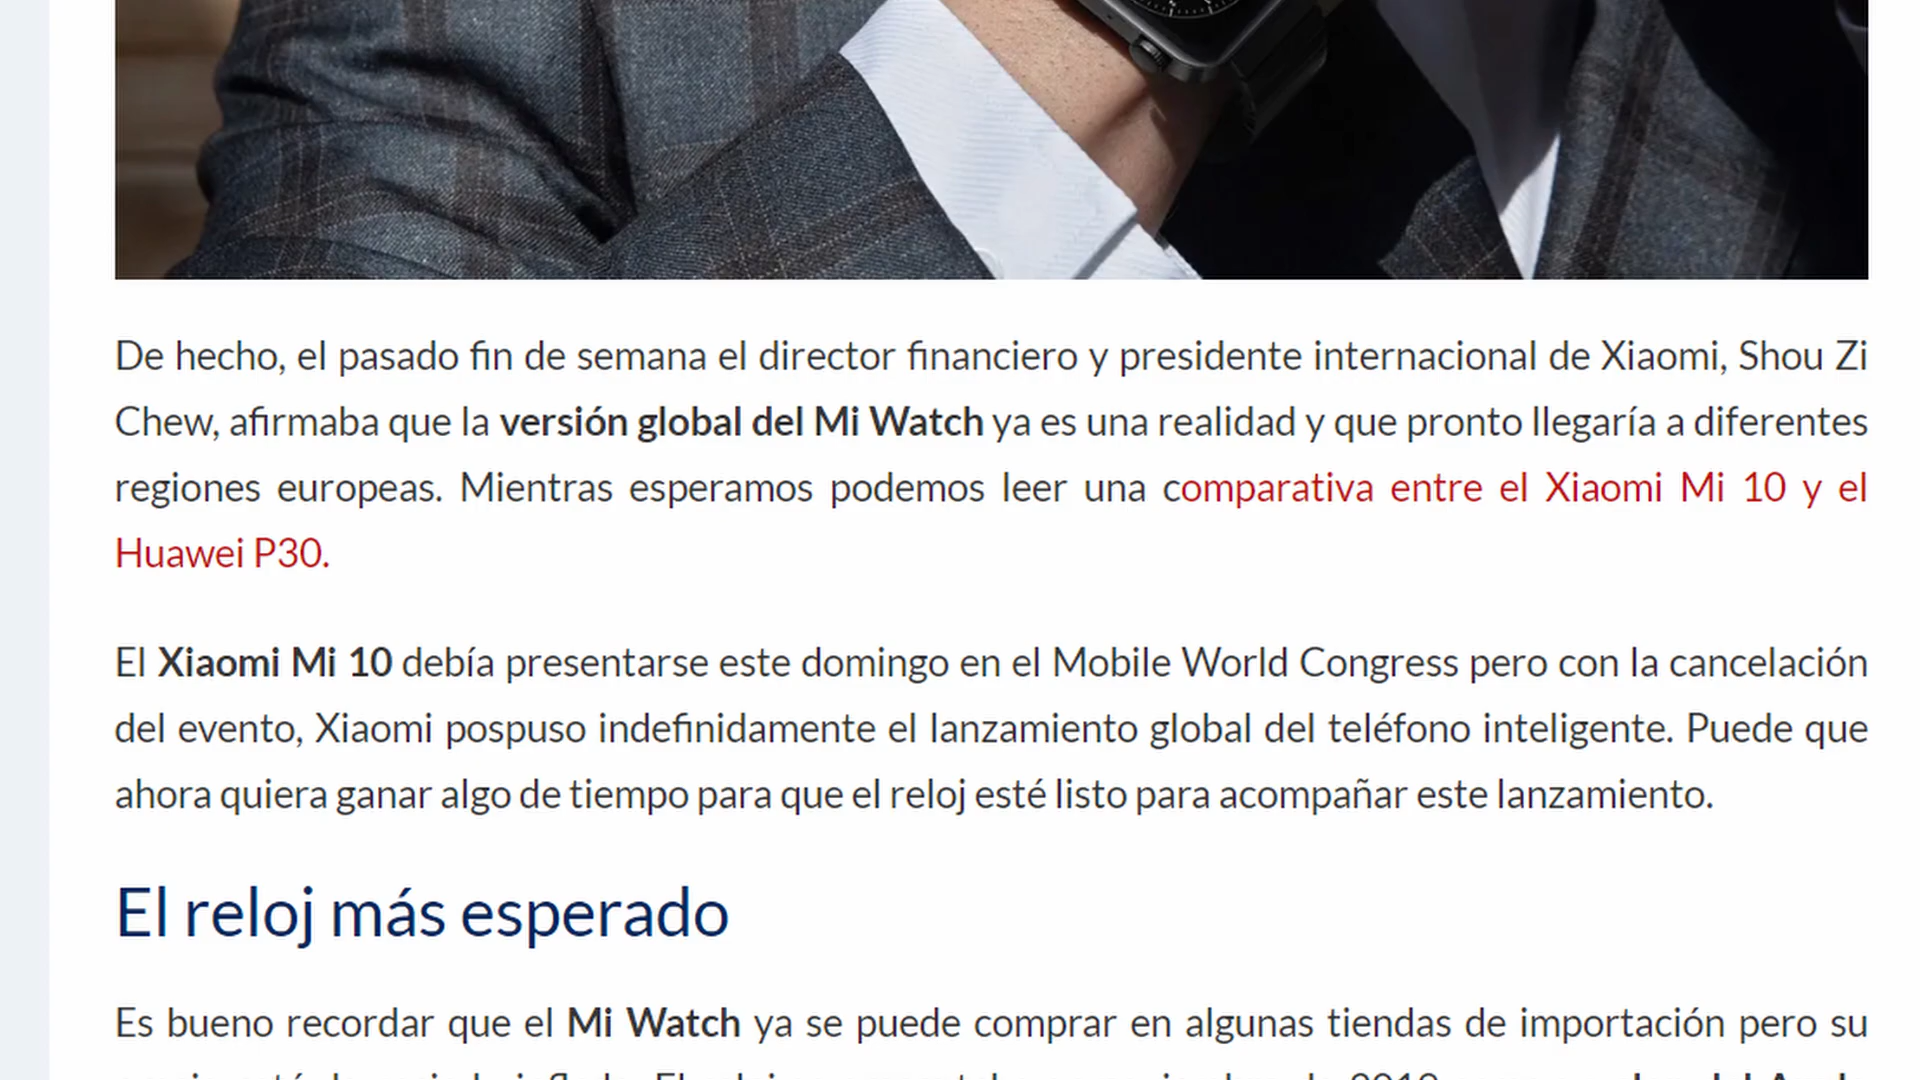 De hecho, el pasado fin de semana el director financiero y presidente internacional de Xiaomi, Shou Zi
Chew, afirmaba que la versión global del Mi Watch ya es una realidad y que pronto llegaría a diferentes
regiones europeas. Mientras esperamos podemos leer una comparativa entre el Xiaomi Mi 10 y el
Huawei P30.
El Xiaomi Mi 10 debía presentarse este domingo en el Mobile World Congress pero con la cancelación
del evento, Xiaomi pospuso indefinidamente el lanzamiento global del teléfono inteligente. Puede que
ahora quiera ganar algo de tiempo para que el reloj esté listo para acompañar este lanzamiento.
El reloj más esperado
Es bueno recordar que el Mi Watch ya se puede comprar en algunas tiendas de importación pero su